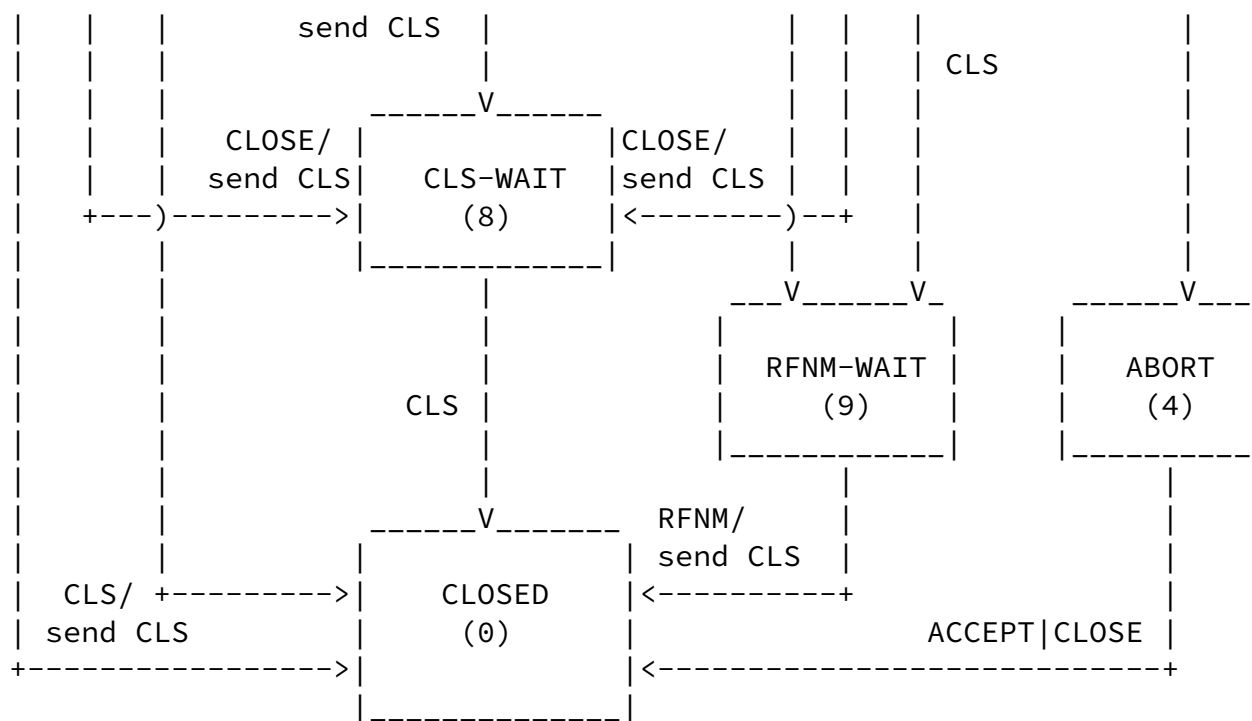 send CLS
CLS
CLOSE/ CLOSE/
send CLS CLS-WAIT send CLS
(8)
RFNM-WAIT ABORT
CLS (9) (4)
RFNM/
send CLS
CLS/ CLOSED
send CLS (0) ACCEPT|CLOSE